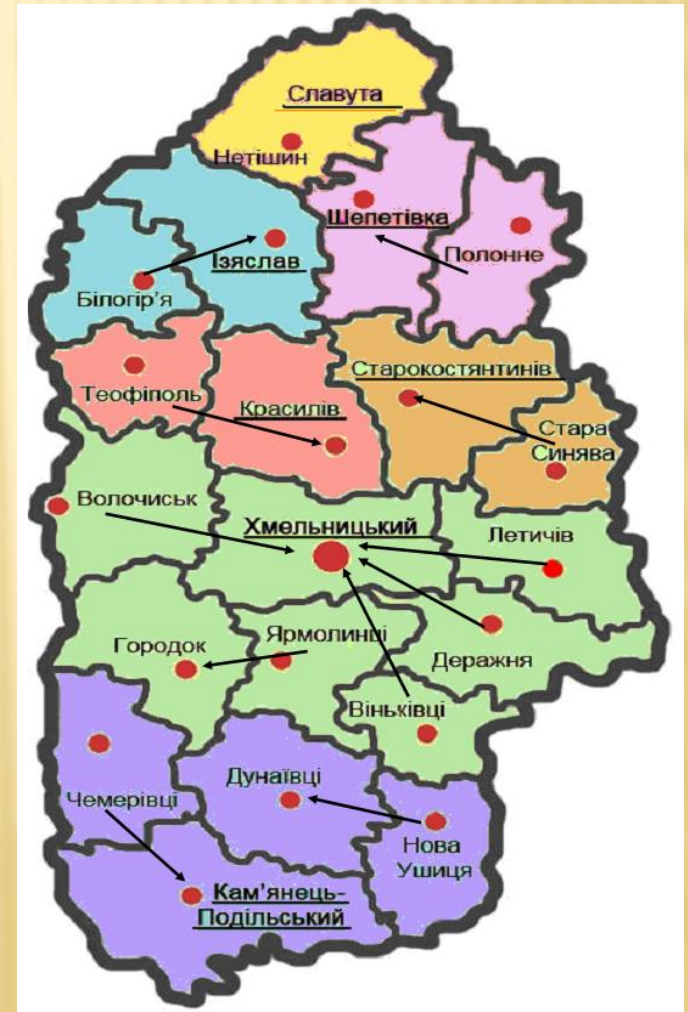 Славута
Нетішин
Шепетівка
Полонне
Ізяслав
Білогір’я
Старокостянтинів
Теофіполь
Красилів
Стара
Синява
Волочиськ
Хмельницький
Летичів
Городок
Ярмолинці
Деражня
Віньківці
Дунаївці
Чемерівці
Нова
Ушиця
Кам’янець-
Подільський